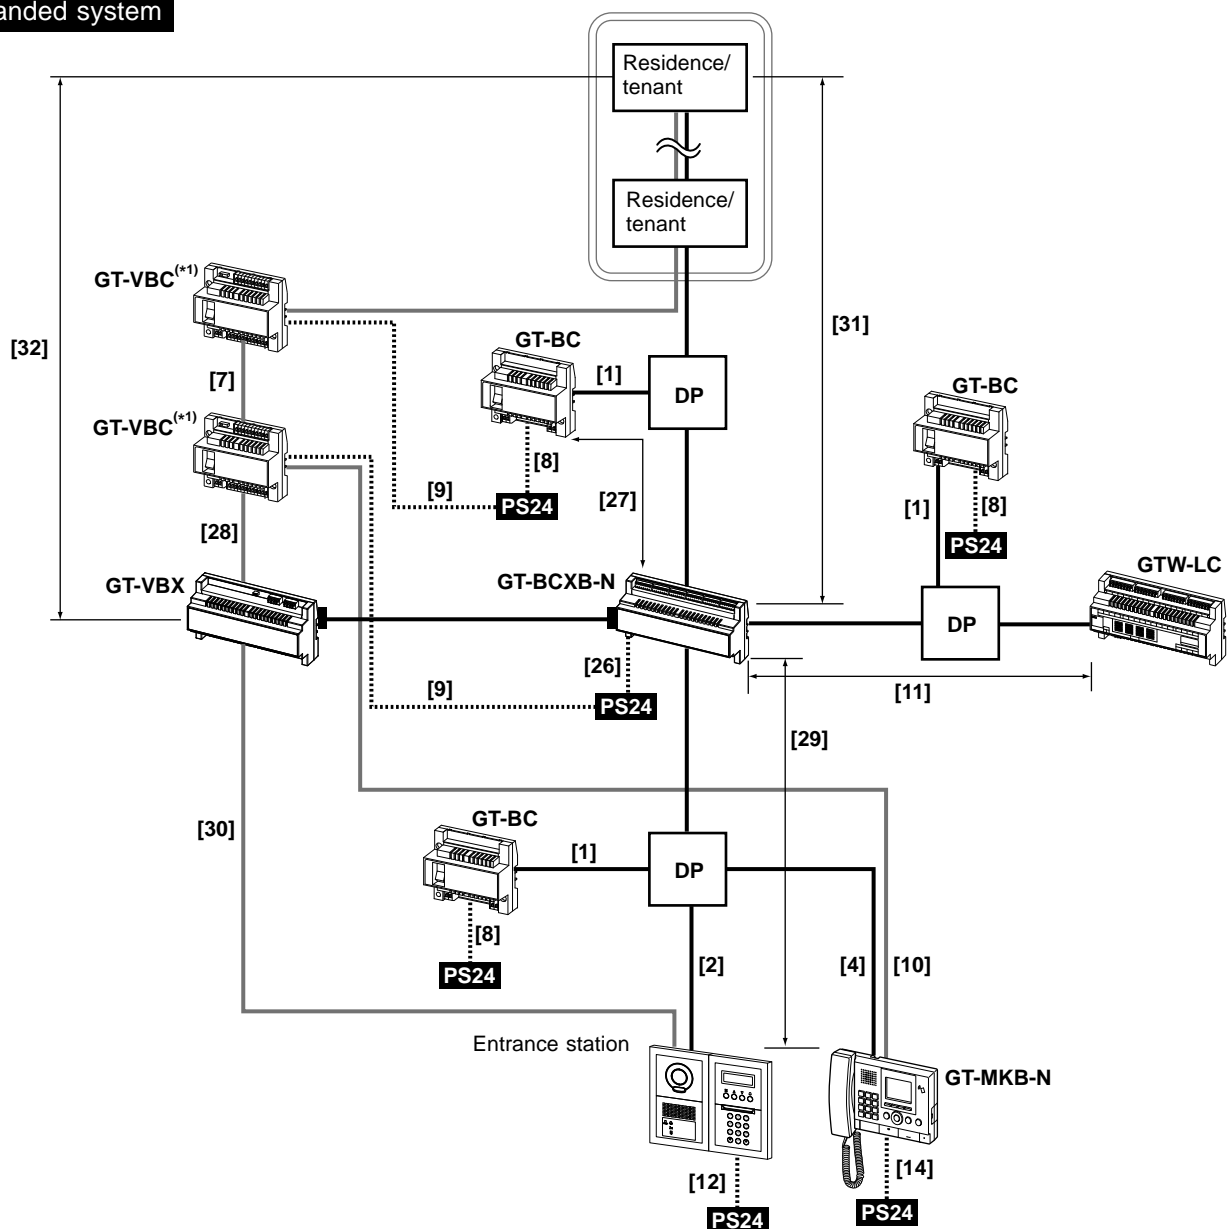 anded system
Residence/
tenant
Residence/
tenant
GT-VBC(*1)
[31]
[32]
GT-BC
[7]
[1]
DP
GT-BC
GT-VBC(*1)
[8]
[27]
[9]
PS24
[1]
[8]
[28]
PS24
GT-VBX
GT-BCXB-N
GTW-LC
DP
[26]
[9]
PS24
[11]
[29]
GT-BC
[30]
[1]
DP
[8]
PS24
[2]
[4]
[10]
Entrance station
GT-MKB-N
[12]
[14]
PS24
PS24